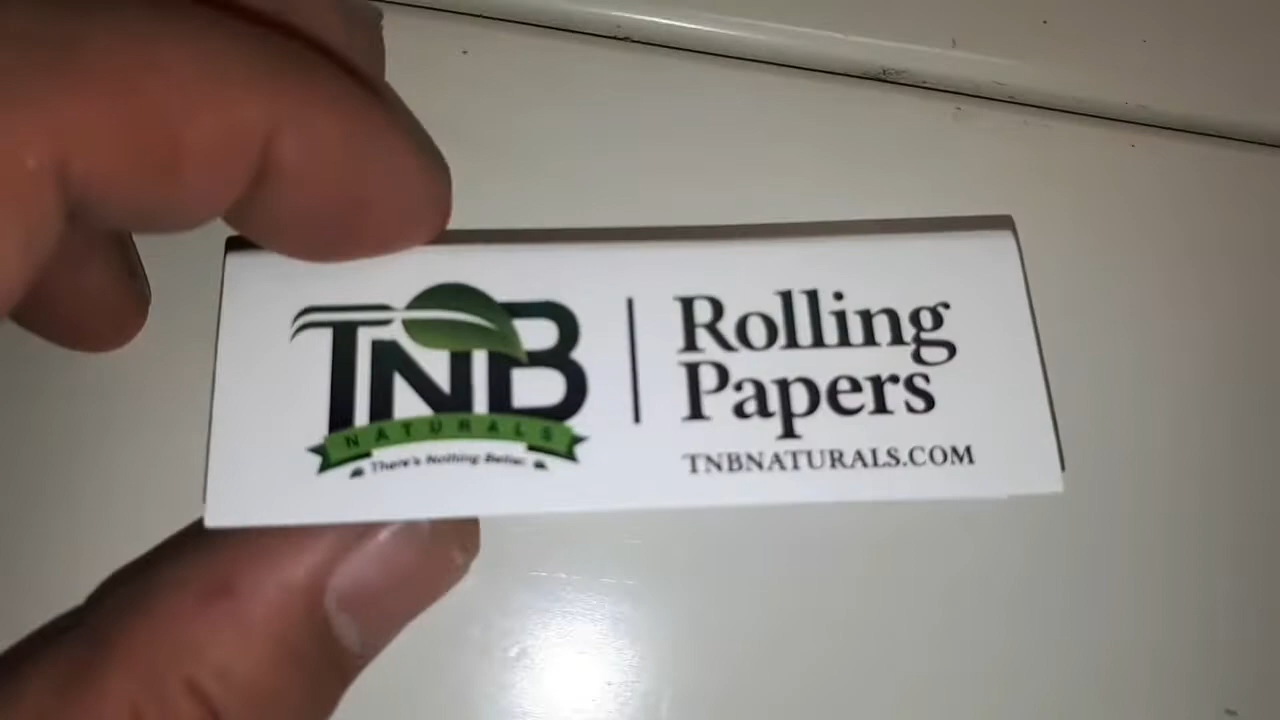 TNB
NATURALS
There's Nothing Better
Rolling
Papers
TNBNATURALS.COM